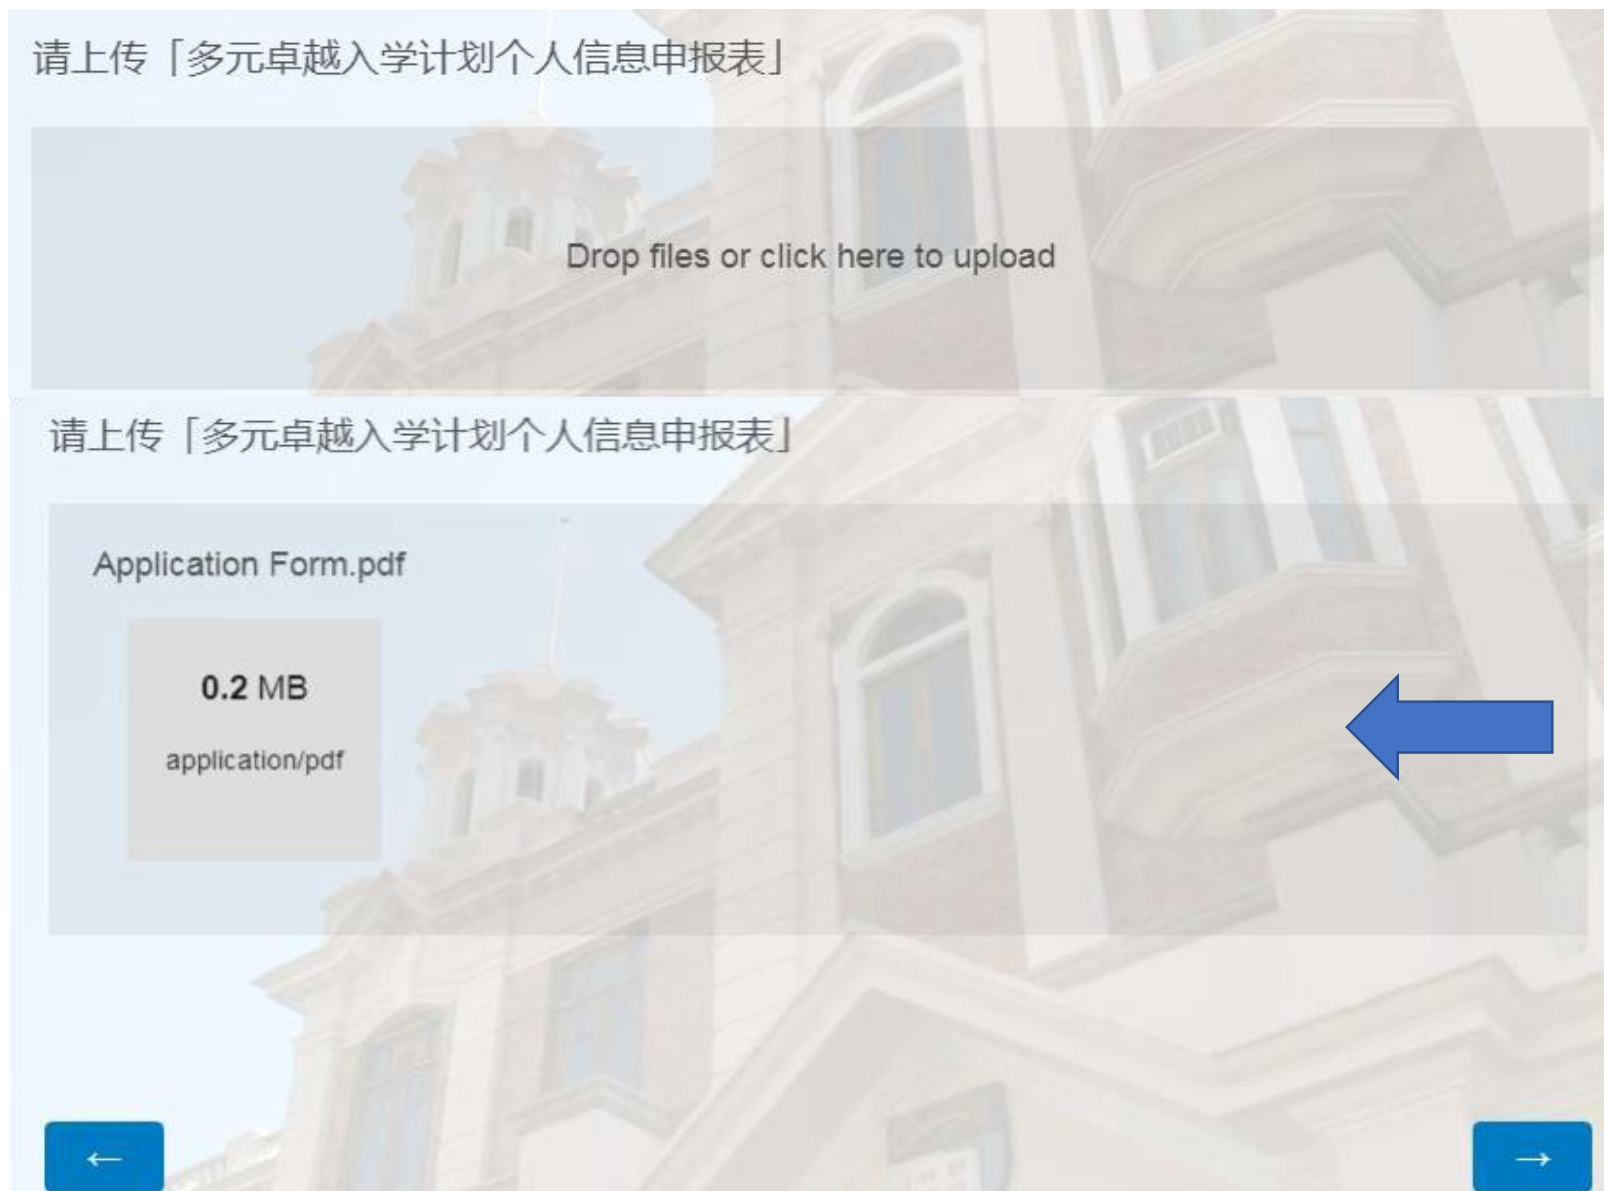 请上传「多元卓越入学计划个人信息申报表」
Drop files or click here to upload
请上传「多元卓越入学计划个人信息申报表」
Application Form.pdf
0.2 MB
application/pdf
← →